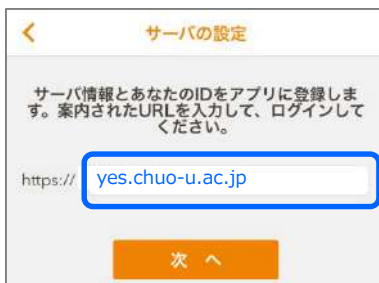 サーバの設定
サーバ情報とあなたのIDをアプリに登録しま
す。案内されたURLを入力して、ログインして
ください。
https:// yes.chuo-u.ac.jp
次 へ